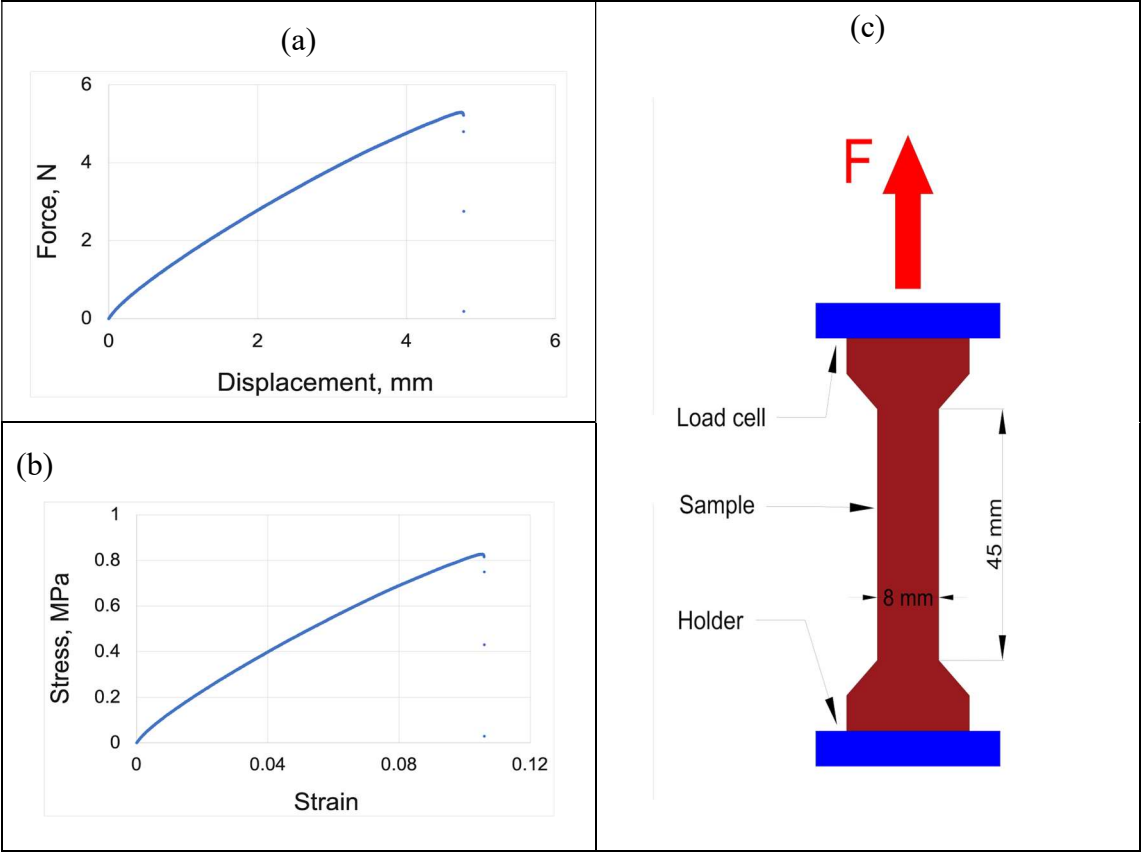 (a)
6
4
2
0
Force, N
0 2 4 6
Displacement, mm
(b)
1
0.8
0.6
0.4
0.2
0
Stress, MPa
0 0.04 0.08 0.12
Strain
(c)
F
Load cell
Sample
45 mm
8 mm
Holder